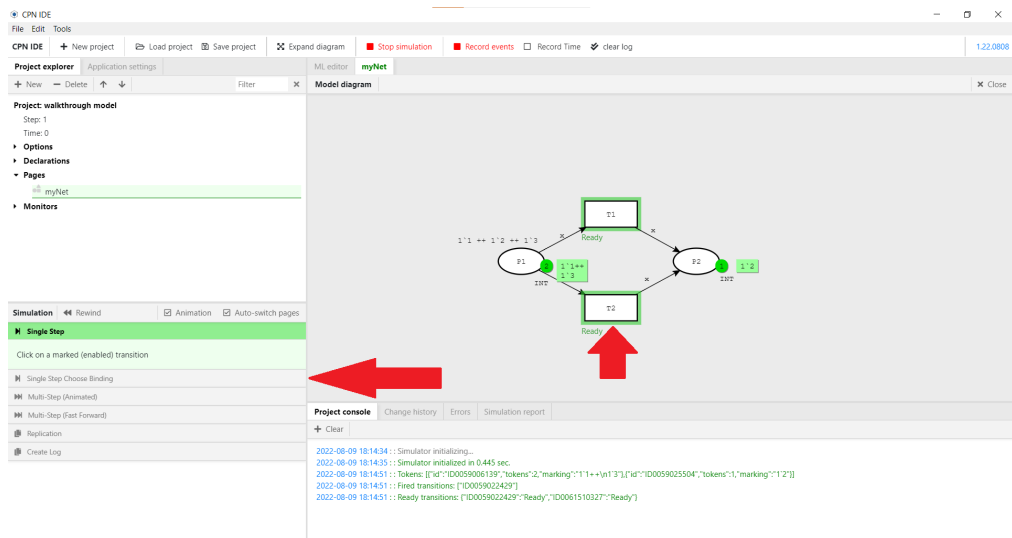 CPN IDE
File Edit Tools
CPN IDE New project Load project Save project Expand diagram Stop simulation Record events Record Time clear log 1.22.0808
Project explorer Application settings
New Delete Filter
Project: walkthrough model
Step: 1
Time: 0
Options
Declarations
Pages
myNet
Monitors
Simulation Rewind Animation Auto-switch pages
Single Step
Click on a marked (enabled) transition
Single Step Choose Binding
Multi-Step (Animated)
Multi-Step (Fast Forward)
Replication
Create Log
ML editor myNet
Model diagram Close
T1
Ready
x
x
1`1 ++ 1`2 ++ 1`3
P1
2
1`1++
1`3
INT
P2
1
1`2
INT
x
T2
Ready
Project console Change history Errors Simulation report
Clear
2022-08-09 18:14:34 : : Simulator initializing...
2022-08-09 18:14:35 : : Simulator initialized in 0.445 sec.
2022-08-09 18:14:51 : : Tokens: [{"id":"ID0059006139","tokens":2,"marking":"1`1++\n1`3"},{"id":"ID0059025504","tokens":1,"marking":"1`2"}]
2022-08-09 18:14:51 : : Fired transitions: ["ID0059022429"]
2022-08-09 18:14:51 : : Ready transitions: {"ID0059022429":"Ready","ID0061510327":"Ready"}